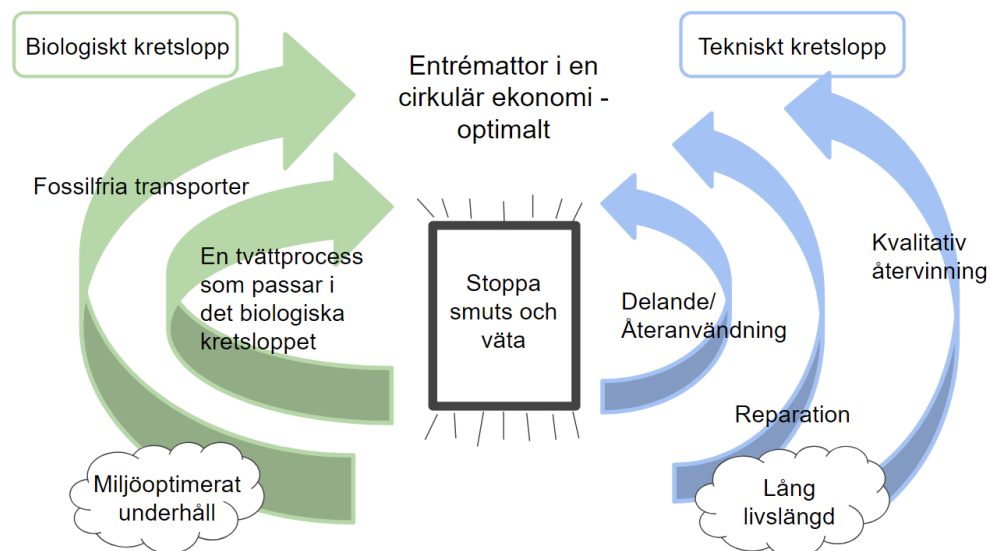 Biologiskt kretslopp
Entrémattor i en
cirkulär ekonomi -
optimalt
Tekniskt kretslopp
Fossilfria transporter
En tvättprocess
som passar i
det biologiska
kretsloppet
Stoppa
smuts och
väta
Delande/
Återanvändning
Kvalitativ
återvinning
Reparation
Miljöoptimerat
underhåll
Lång
livslängd